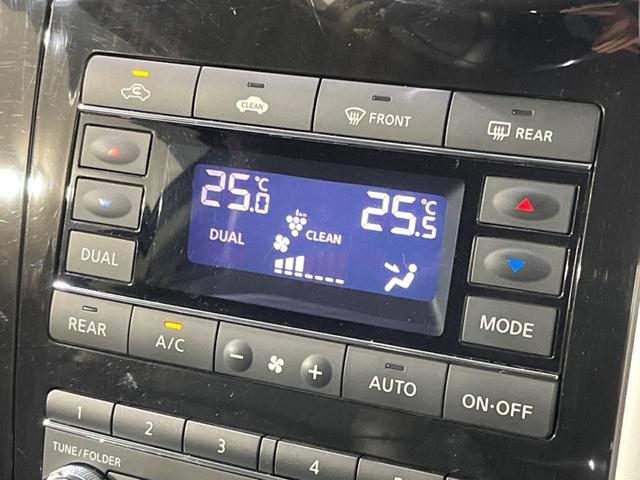 CLEAN
FRONT
REAR
25.0°C
ion
25.5°C
DUAL
CLEAN
DUAL
MODE
REAR
A/C
− +
AUTO
ON·OFF
1 2 3 4
TUNE/FOLDER